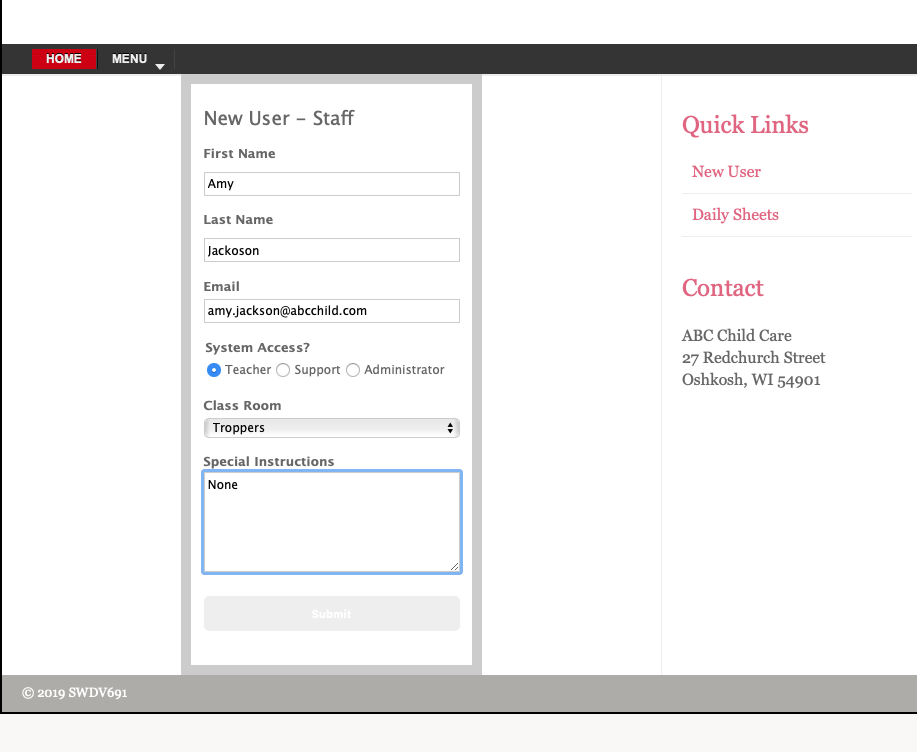 HOME MENU
New User – Staff
First Name
Amy
Last Name
Jackoson
Email
amy.jackson@abcchild.com
System Access?
Teacher Support Administrator
Class Room
Troppers
Special Instructions
None
Submit
Quick Links
New User
Daily Sheets
Contact
ABC Child Care
27 Redchurch Street
Oshkosh, WI 54901
© 2019 SWDV691